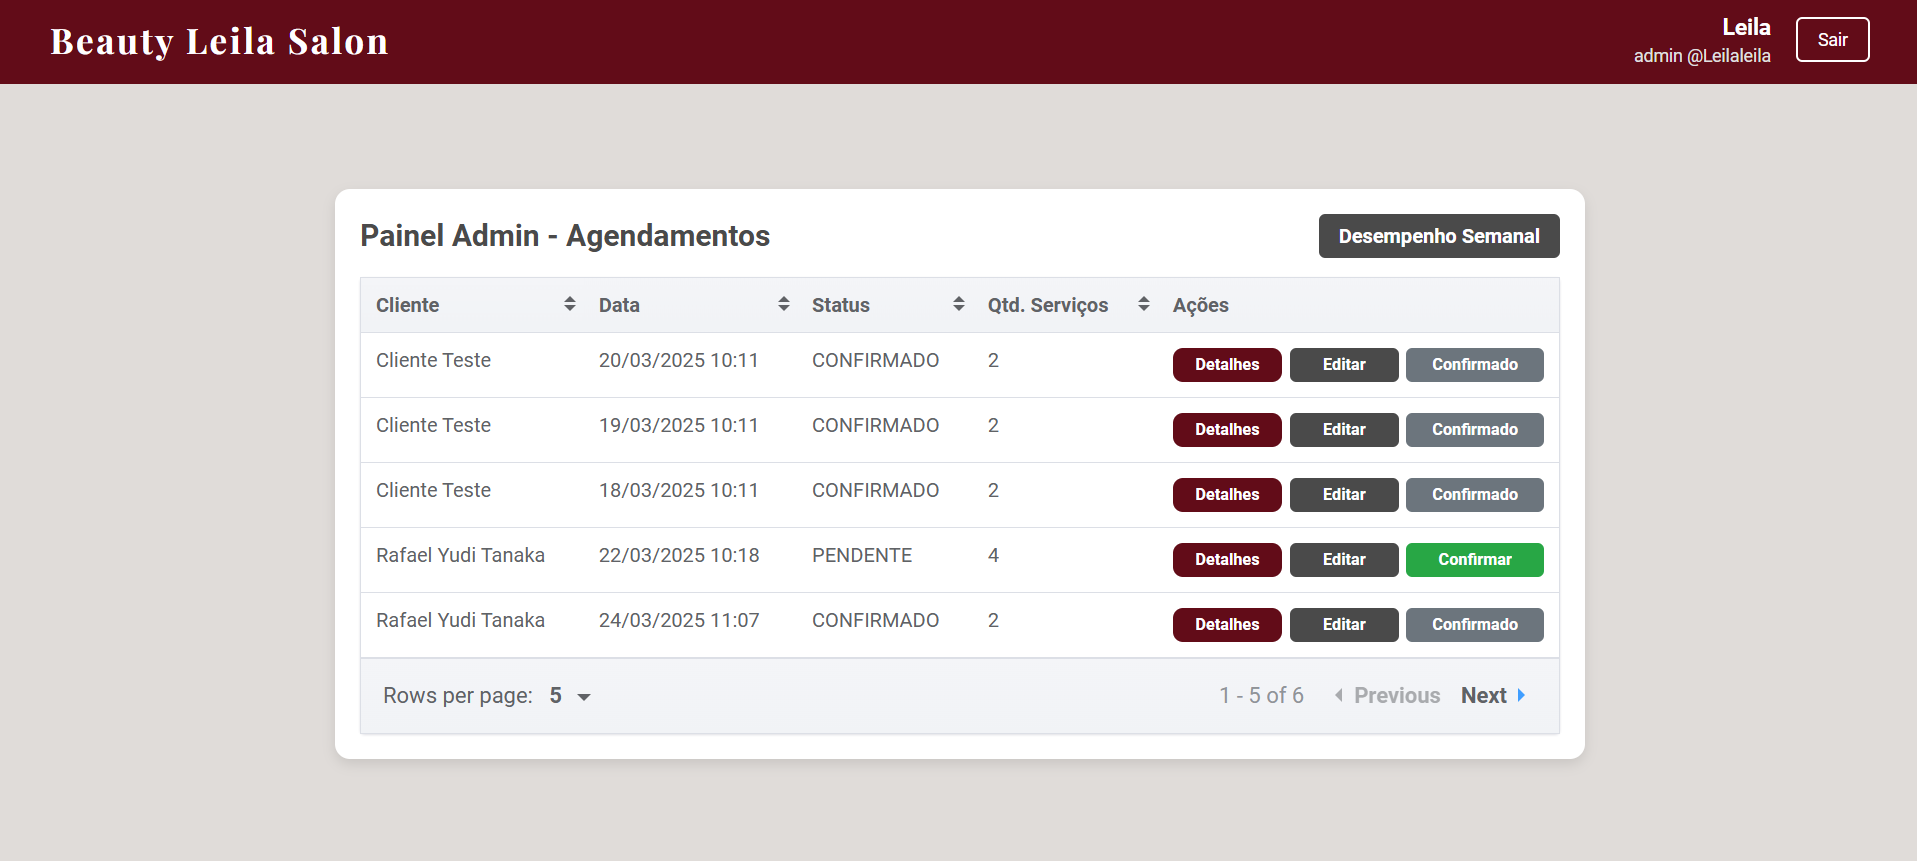 Beauty Leila Salon
Leila
admin @Leilaleila
Sair
Painel Admin - Agendamentos
Desempenho Semanal
Cliente Data Status Qtd. Serviços Ações
Cliente Teste 20/03/2025 10:11 CONFIRMADO 2 Detalhes Editar Confirmado
Cliente Teste 19/03/2025 10:11 CONFIRMADO 2 Detalhes Editar Confirmado
Cliente Teste 18/03/2025 10:11 CONFIRMADO 2 Detalhes Editar Confirmado
Rafael Yudi Tanaka 22/03/2025 10:18 PENDENTE 4 Detalhes Editar Confirmar
Rafael Yudi Tanaka 24/03/2025 11:07 CONFIRMADO 2 Detalhes Editar Confirmado
Rows per page: 5 1 - 5 of 6 Previous Next